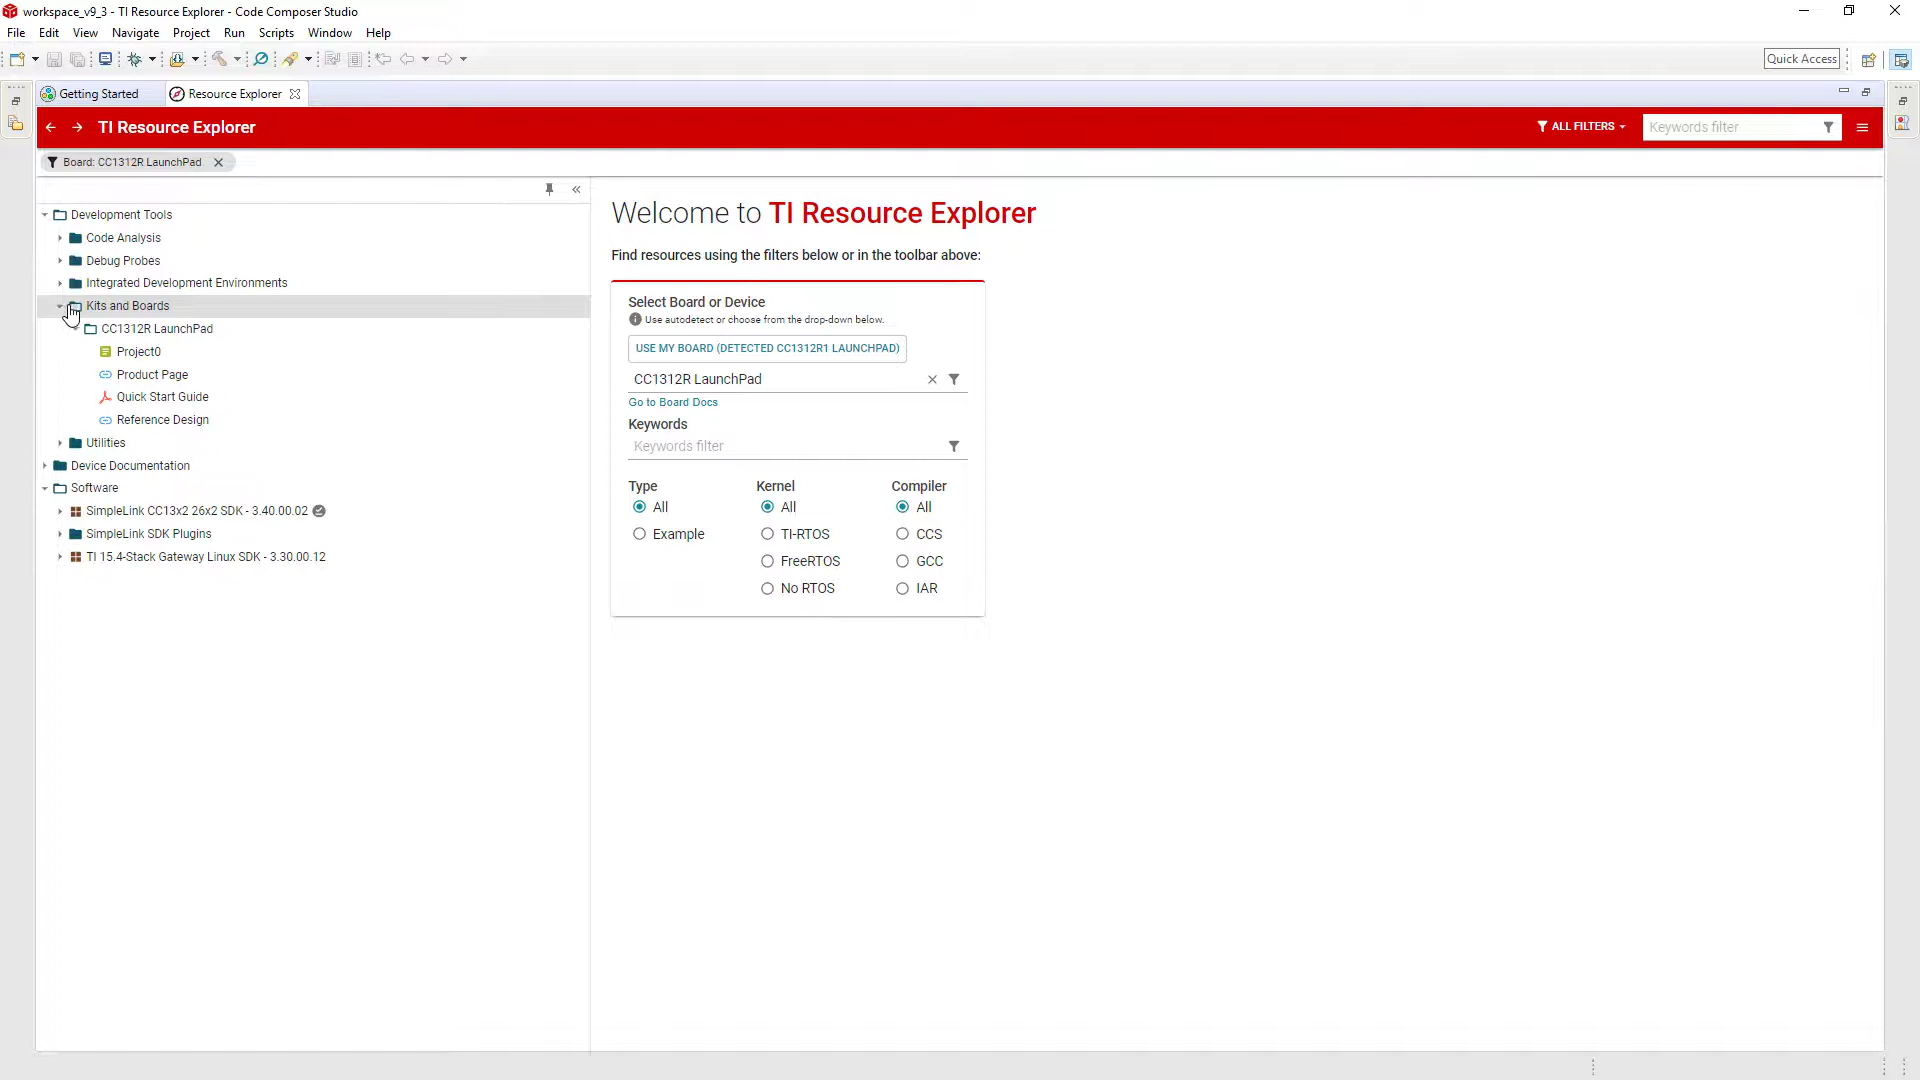 workspace_v9_3 - TI Resource Explorer - Code Composer Studio
File Edit View Navigate Project Run Scripts Window Help
Quick Access
Getting Started Resource Explorer
TI Resource Explorer ALL FILTERS Keywords filter
Board: CC1312R LaunchPad
Development Tools
Code Analysis
Debug Probes
Integrated Development Environments
Kits and Boards
CC1312R LaunchPad
Project0
Product Page
Quick Start Guide
Reference Design
Utilities
Device Documentation
Software
SimpleLink CC13x2 26x2 SDK - 3.40.00.02
SimpleLink SDK Plugins
TI 15.4-Stack Gateway Linux SDK - 3.30.00.12
Welcome to TI Resource Explorer
Find resources using the filters below or in the toolbar above:
Select Board or Device
Use autodetect or choose from the drop-down below.
USE MY BOARD (DETECTED CC1312R1 LAUNCHPAD)
CC1312R LaunchPad
Go to Board Docs
Keywords
Keywords filter
Type Kernel Compiler
All All All
Example TI-RTOS CCS
FreeRTOS GCC
No RTOS IAR